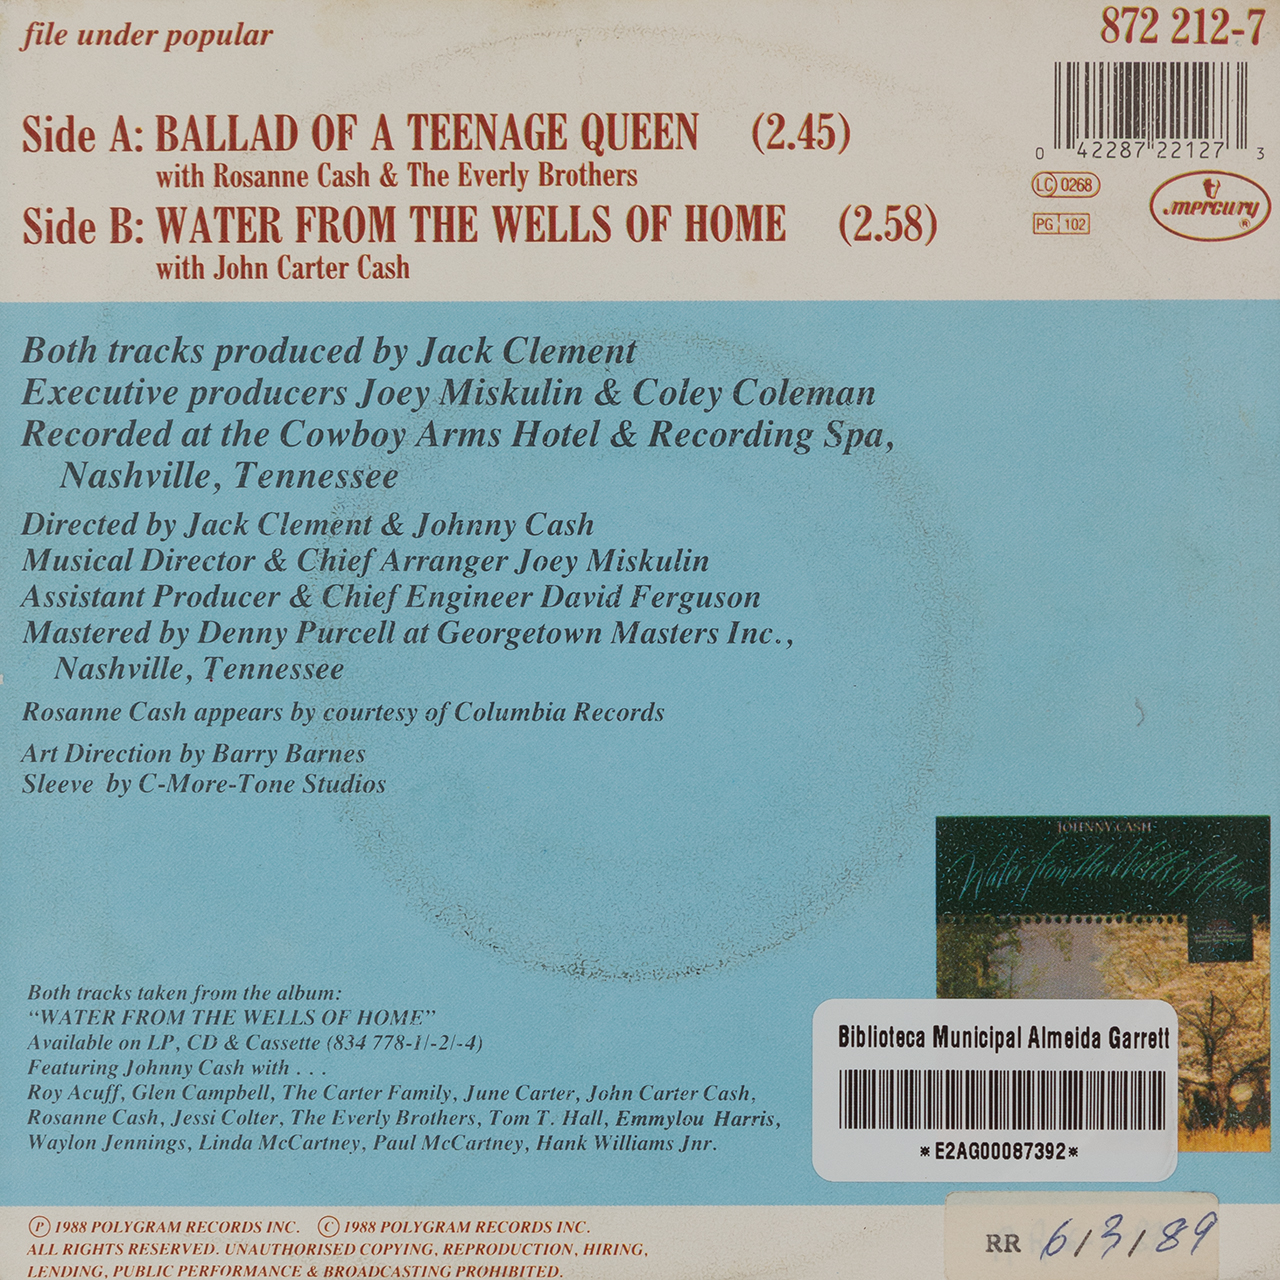 file under popular
872 212-7
Side A: BALLAD OF A TEENAGE QUEEN (2.45)
with Rosanne Cash & The Everly Brothers
Side B: WATER FROM THE WELLS OF HOME (2.58)
with John Carter Cash
0 42287 22127 3
LC 0268
PG 102
mercury
Both tracks produced by Jack Clement
Executive producers Joey Miskulin & Coley Coleman
Recorded at the Cowboy Arms Hotel & Recording Spa,
Nashville, Tennessee
Directed by Jack Clement & Johnny Cash
Musical Director & Chief Arranger Joey Miskulin
Assistant Producer & Chief Engineer David Ferguson
Mastered by Denny Purcell at Georgetown Masters Inc.,
Nashville, Tennessee
Rosanne Cash appears by courtesy of Columbia Records
Art Direction by Barry Barnes
Sleeve by C-More-Tone Studios
JOHNNY CASH
Water from the Wells of Home
Both tracks taken from the album:
“WATER FROM THE WELLS OF HOME”
Available on LP, CD & Cassette (834 778-1/-2/-4)
Featuring Johnny Cash with . . .
Roy Acuff, Glen Campbell, The Carter Family, June Carter, John Carter Cash,
Rosanne Cash, Jessi Colter, The Everly Brothers, Tom T. Hall, Emmylou Harris,
Waylon Jennings, Linda McCartney, Paul McCartney, Hank Williams Jnr.
Biblioteca Municipal Almeida Garrett
*E2AG00087392*
Ⓟ 1988 POLYGRAM RECORDS INC. Ⓒ 1988 POLYGRAM RECORDS INC.
ALL RIGHTS RESERVED. UNAUTHORISED COPYING, REPRODUCTION, HIRING,
LENDING, PUBLIC PERFORMANCE & BROADCASTING PROHIBITED.
RR 6/3/89